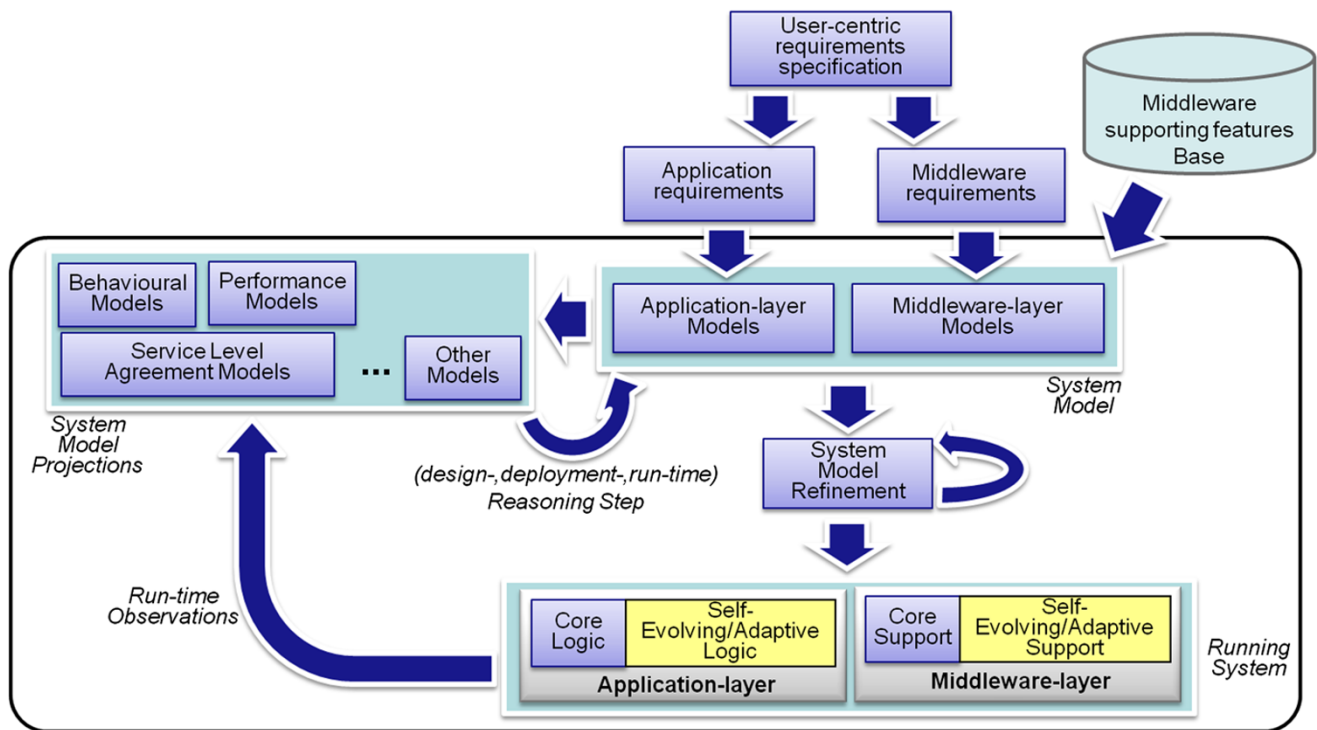 User-centric
requirements
specification
Middleware
supporting features
Base
Application
requirements
Middleware
requirements
Behavioural
Models
Performance
Models
Service Level
Agreement Models
...
Other
Models
System
Model
Projections
Application-layer
Models
Middleware-layer
Models
System
Model
(design-,deployment-,run-time)
Reasoning Step
System
Model
Refinement
Run-time
Observations
Core
Logic
Self-
Evolving/Adaptive
Logic
Application-layer
Core
Support
Self-
Evolving/Adaptive
Support
Middleware-layer
Running
System